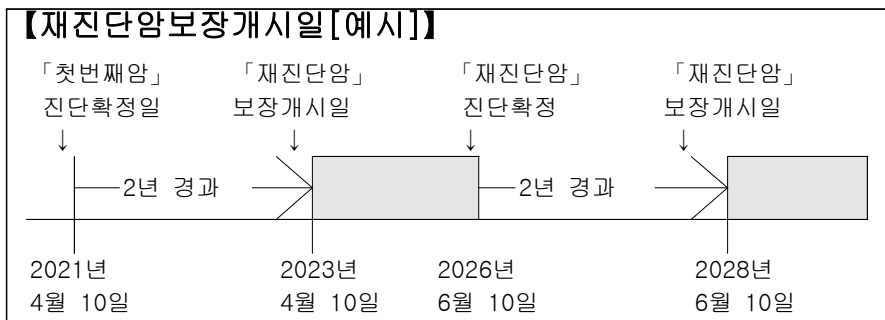 【재진단암보장개시일[예시]】
「첫번째암」 「재진단암」 「재진단암」 「재진단암」
진단확정일 보장개시일 진단확정 보장개시일
↓ ↓ ↓ ↓
2년 경과 2년 경과
2021년 2023년 2026년 2028년
4월 10일 4월 10일 6월 10일 6월 10일